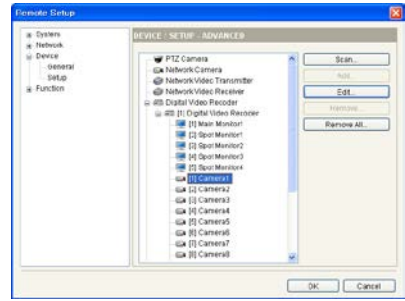 Remote Setup
System
Network
Device
General
Setup
Function
DEVICE / SETUP - ADVANCED
PTZ Camera
Network Camera
Network Video Transmitter
Network Video Receiver
Digital Video Recoder
[1] Digital Video Recorder
[1] Main Monitor1
[2] Spot Monitor1
[3] Spot Monitor2
[4] Spot Monitor3
[5] Spot Monitor4
[1] Camera1
[2] Camera2
[3] Camera3
[4] Camera4
[5] Camera5
[6] Camera6
[7] Camera7
[8] Camera8
Scan...
Add...
Edit...
Remove...
Remove All...
OK
Cancel